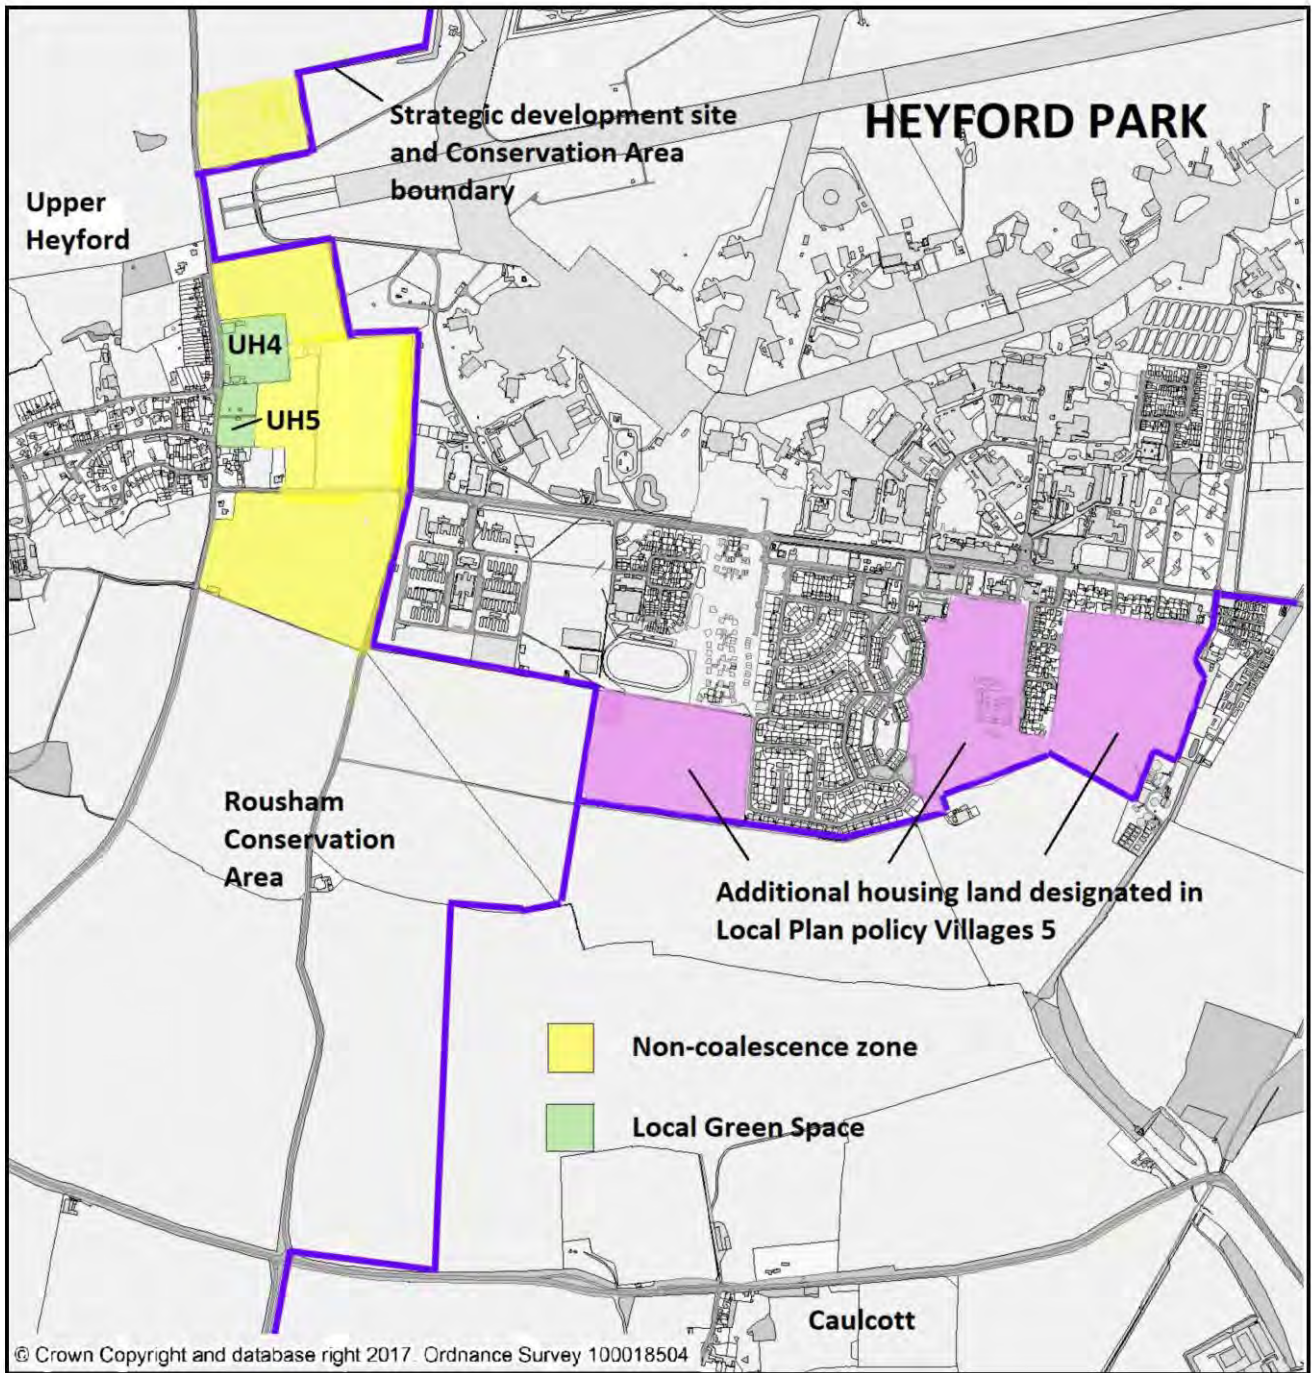 HEYFORD PARK
Strategic development site
and Conservation Area
boundary
Upper
Heyford
UH4
UH5
Rousham
Conservation
Area
Additional housing land designated in
Local Plan policy Villages 5
Non-coalescence zone
Local Green Space
Caulcott
© Crown Copyright and database right 2017. Ordnance Survey 100018504